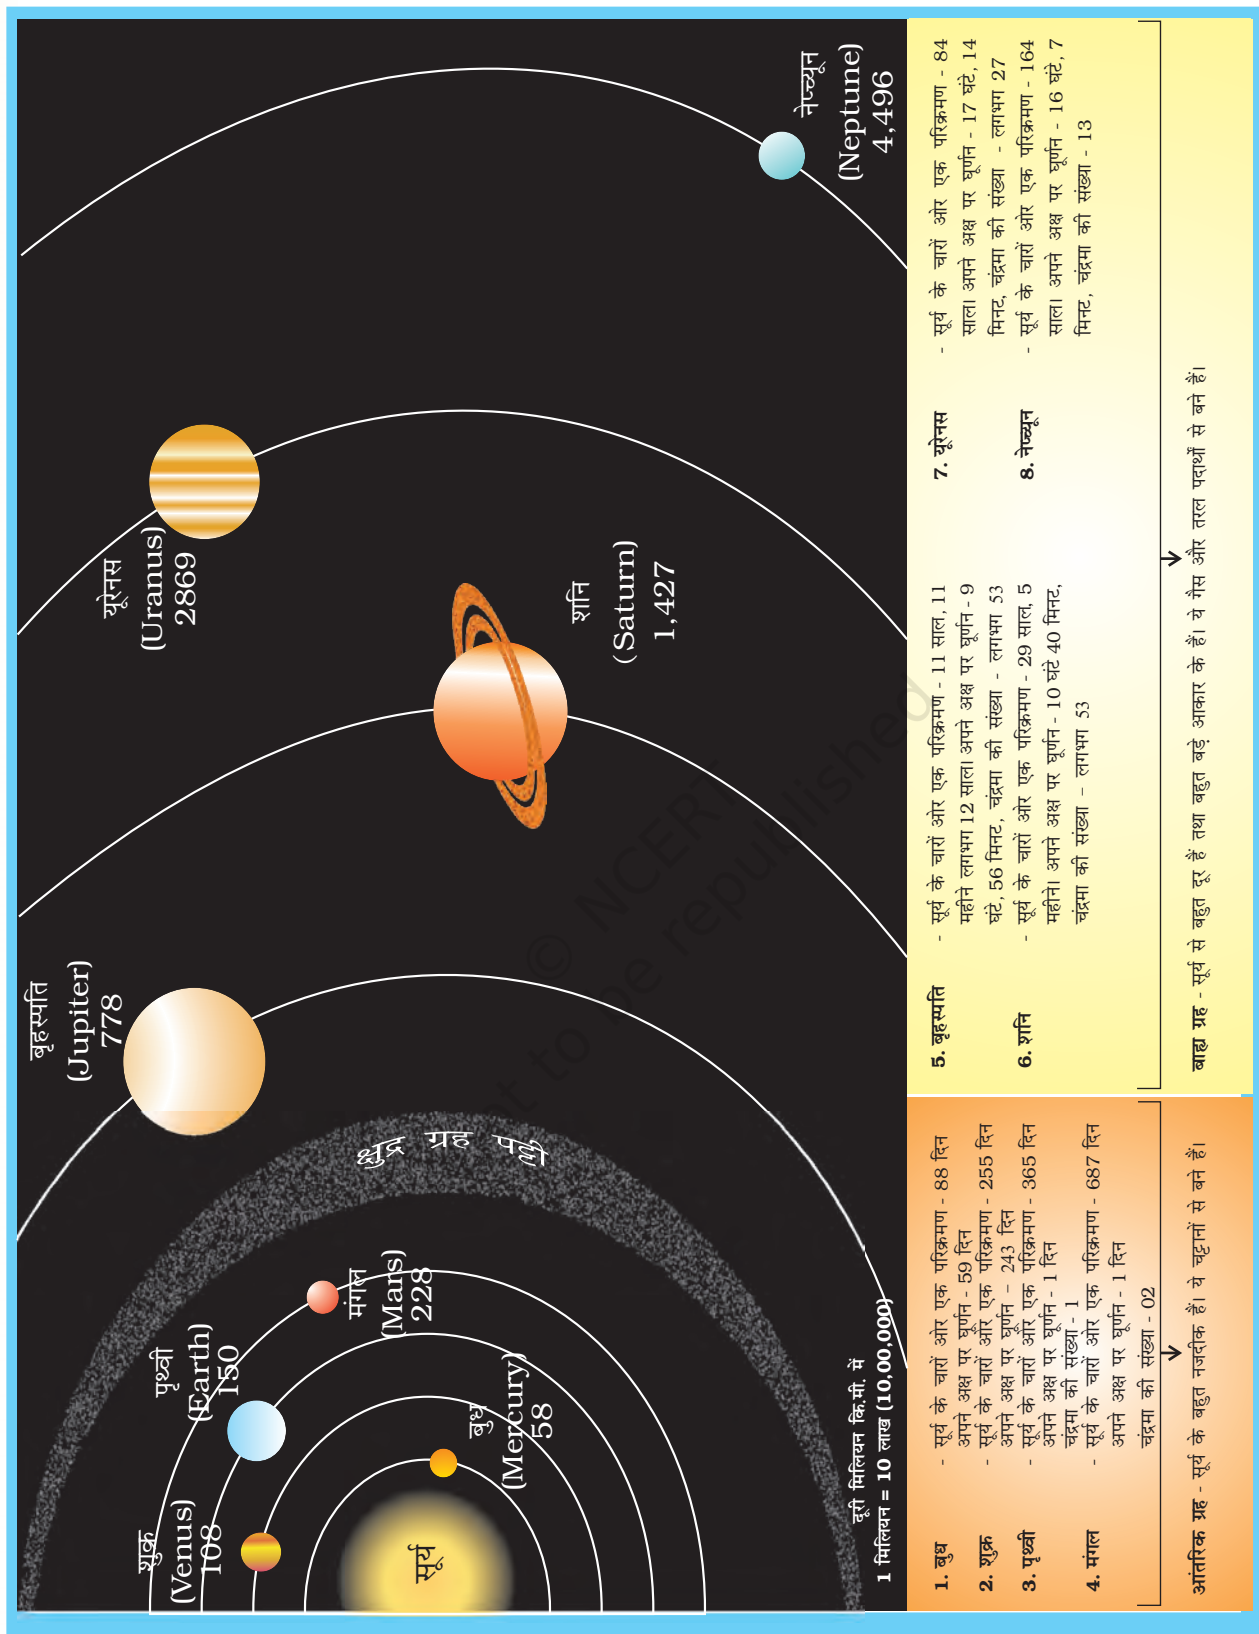 सूर्य
बुध
(Mercury)
58
शुक्र
(Venus)
108
पृथ्वी
(Earth)
150
मंगल
(Mars)
228
क्षुद्र ग्रह पट्टी
बृहस्पति
(Jupiter)
778
शनि
(Saturn)
1,427
यूरेनस
(Uranus)
2869
नेप्च्यून
(Neptune)
4,496
दूरी मिलियन कि.मी. में
1 मिलियन = 10 लाख (10,00,000)
© NCERT
not to be republished
1. बुध - सूर्य के चारों ओर एक परिक्रमण - 88 दिन
अपने अक्ष पर घूर्णन - 59 दिन
2. शुक्र - सूर्य के चारों ओर एक परिक्रमण - 255 दिन
अपने अक्ष पर घूर्णन – 243 दिन
3. पृथ्वी - सूर्य के चारों ओर एक परिक्रमण - 365 दिन
अपने अक्ष पर घूर्णन - 1 दिन
चंद्रमा की संख्या - 1
4. मंगल - सूर्य के चारों ओर एक परिक्रमण - 687 दिन
अपने अक्ष पर घूर्णन - 1 दिन
चंद्रमा की संख्या - 02
आंतरिक ग्रह - सूर्य के बहुत नजदीक हैं। ये चट्टानों से बने हैं।
5. बृहस्पति - सूर्य के चारों ओर एक परिक्रमण - 11 साल, 11
महीने लगभग 12 साल। अपने अक्ष पर घूर्णन - 9
घंटे, 56 मिनट, चंद्रमा की संख्या - लगभग 53
6. शनि - सूर्य के चारों ओर एक परिक्रमण - 29 साल, 5
महीने। अपने अक्ष पर घूर्णन - 10 घंटे 40 मिनट,
चंद्रमा की संख्या – लगभग 53
7. यूरेनस - सूर्य के चारों ओर एक परिक्रमण - 84
साल। अपने अक्ष पर घूर्णन - 17 घंटे, 14
मिनट, चंद्रमा की संख्या - लगभग 27
8. नेप्च्यून - सूर्य के चारों ओर एक परिक्रमण - 164
साल। अपने अक्ष पर घूर्णन - 16 घंटे, 7
मिनट, चंद्रमा की संख्या - 13
बाह्य ग्रह - सूर्य से बहुत दूर हैं तथा बहुत बड़े आकार के हैं। ये गैस और तरल पदार्थों से बने हैं।